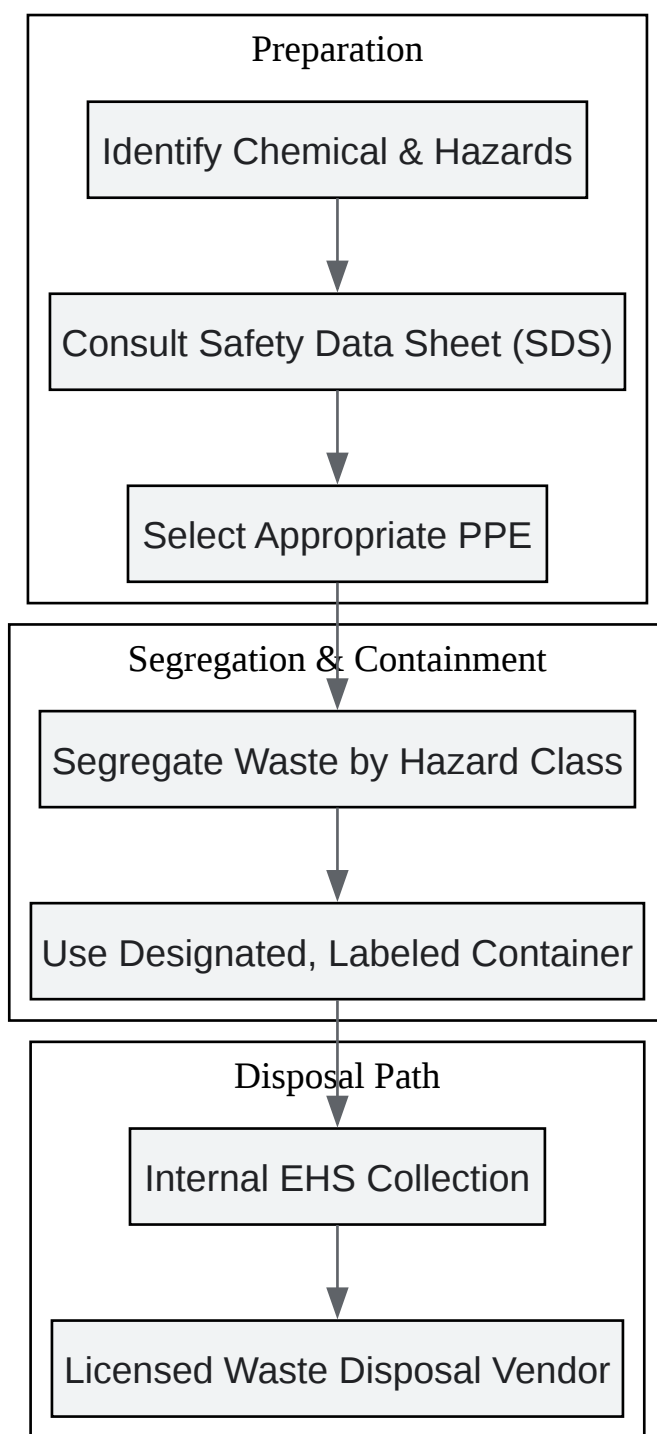 Preparation
Identify Chemical & Hazards
Consult Safety Data Sheet (SDS)
Select Appropriate PPE
Segregation & Containment
Segregate Waste by Hazard Class
Use Designated, Labeled Container
Disposal Path
Internal EHS Collection
Licensed Waste Disposal Vendor